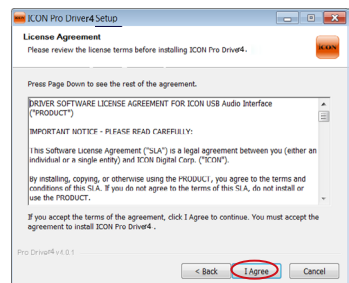 ICON Pro Driver4 Setup
License Agreement
Please review the license terms before installing ICON Pro Driver4.
ICON
Press Page Down to see the rest of the agreement.
DRIVER SOFTWARE LICENSE AGREEMENT FOR ICON USB Audio Interface
("PRODUCT")
IMPORTANT NOTICE - PLEASE READ CAREFULLY:
This Software License Agreement ("SLA") is a legal agreement between you (either an
individual or a single entity) and ICON Digital Corp. ("ICON").
By installing, copying, or otherwise using the PRODUCT, you agree to the terms and
conditions of this SLA. If you do not agree to the terms of this SLA, do not install or
use the PRODUCT.
If you accept the terms of the agreement, click I Agree to continue. You must accept the
agreement to install ICON Pro Driver4 .
Pro Driver4 v4.0.1
< Back
I Agree
Cancel